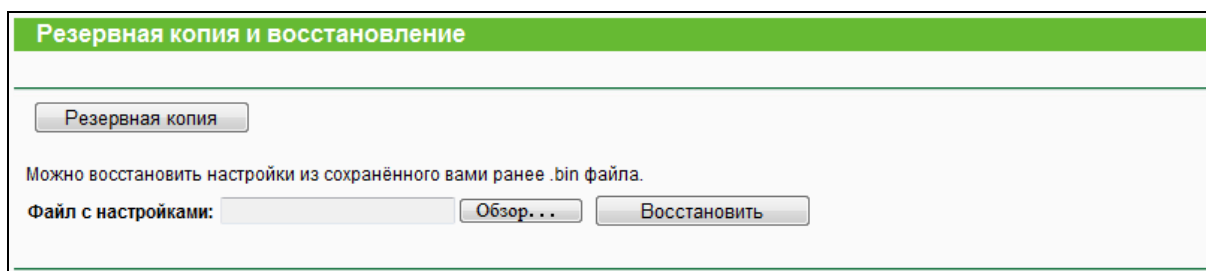 Резервная копия и восстановление
Резервная копия
Можно восстановить настройки из сохранённого вами ранее .bin файла.
Файл с настройками: Обзор... Восстановить